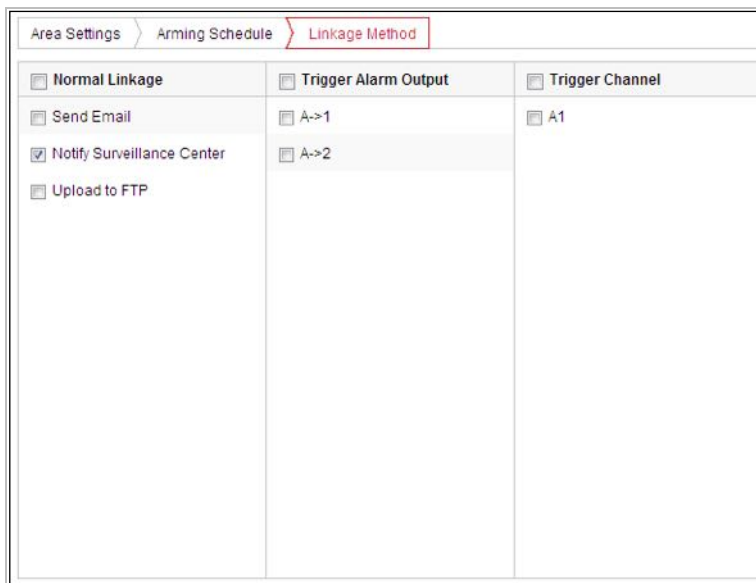 Area Settings Arming Schedule Linkage Method
Normal Linkage Trigger Alarm Output Trigger Channel
Send Email A->1 A1
Notify Surveillance Center A->2
Upload to FTP